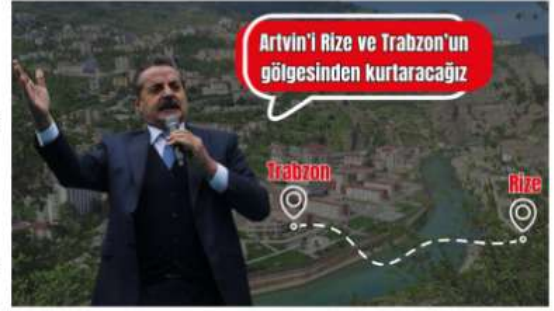 Artvin'i Rize ve Trabzon'un
gölgesinden kurtaracağız
Trabzon
Rize